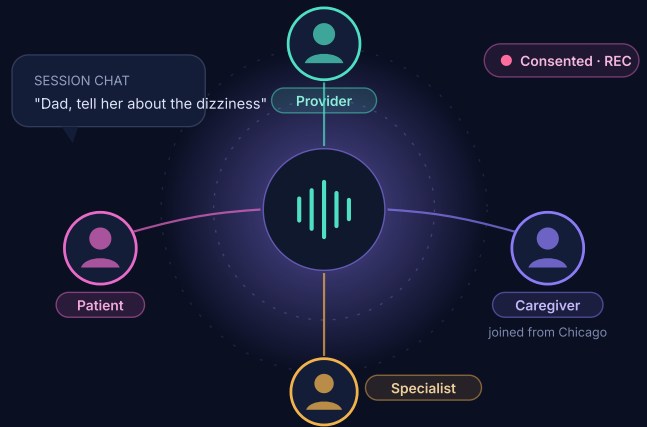 SESSION CHAT
"Dad, tell her about the dizziness"
Provider
Consented · REC
Patient
Caregiver
joined from Chicago
Specialist